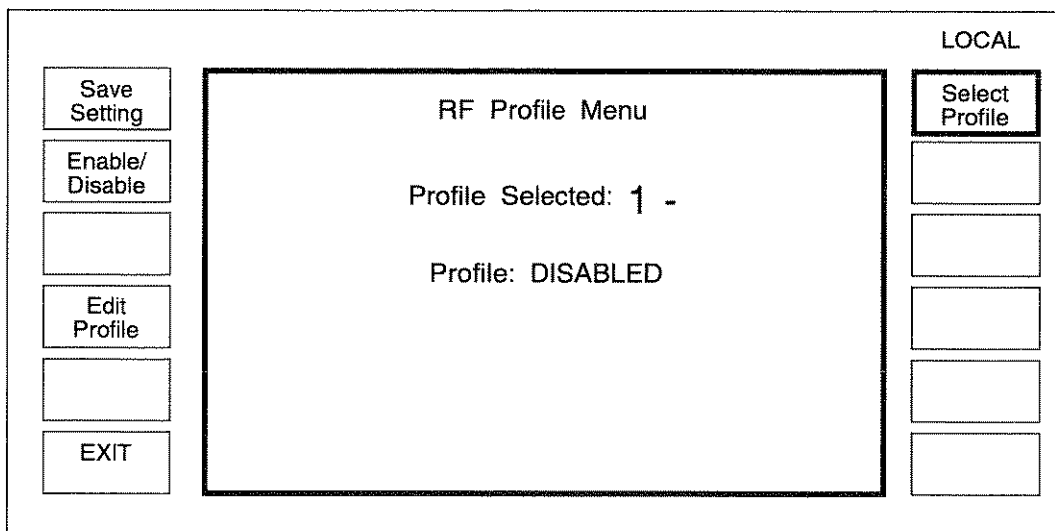 LOCAL
Save
Setting
Enable/
Disable
Edit
Profile
EXIT
RF Profile Menu
Profile Selected: 1 -
Profile: DISABLED
Select
Profile